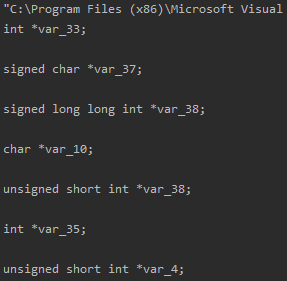 "C:\Program Files (x86)\Microsoft Visual
int *var_33;
signed char *var_37;
signed long long int *var_38;
char *var_10;
unsigned short int *var_38;
int *var_35;
unsigned short int *var_4;